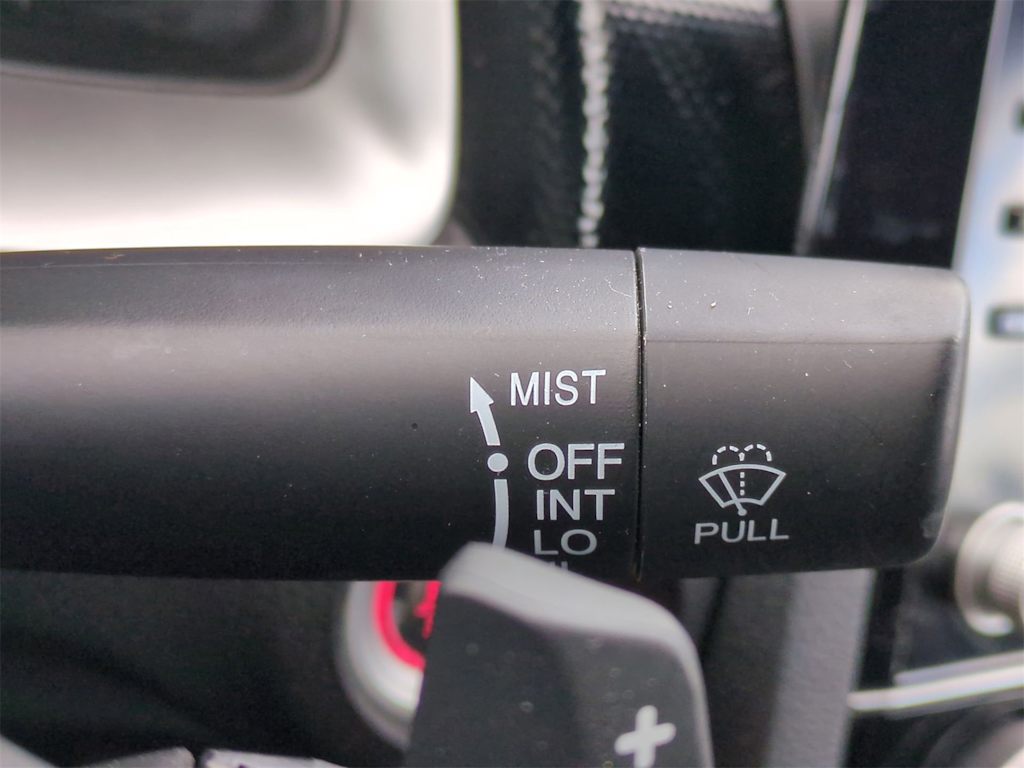 MIST
OFF
INT
LO
PULL
+